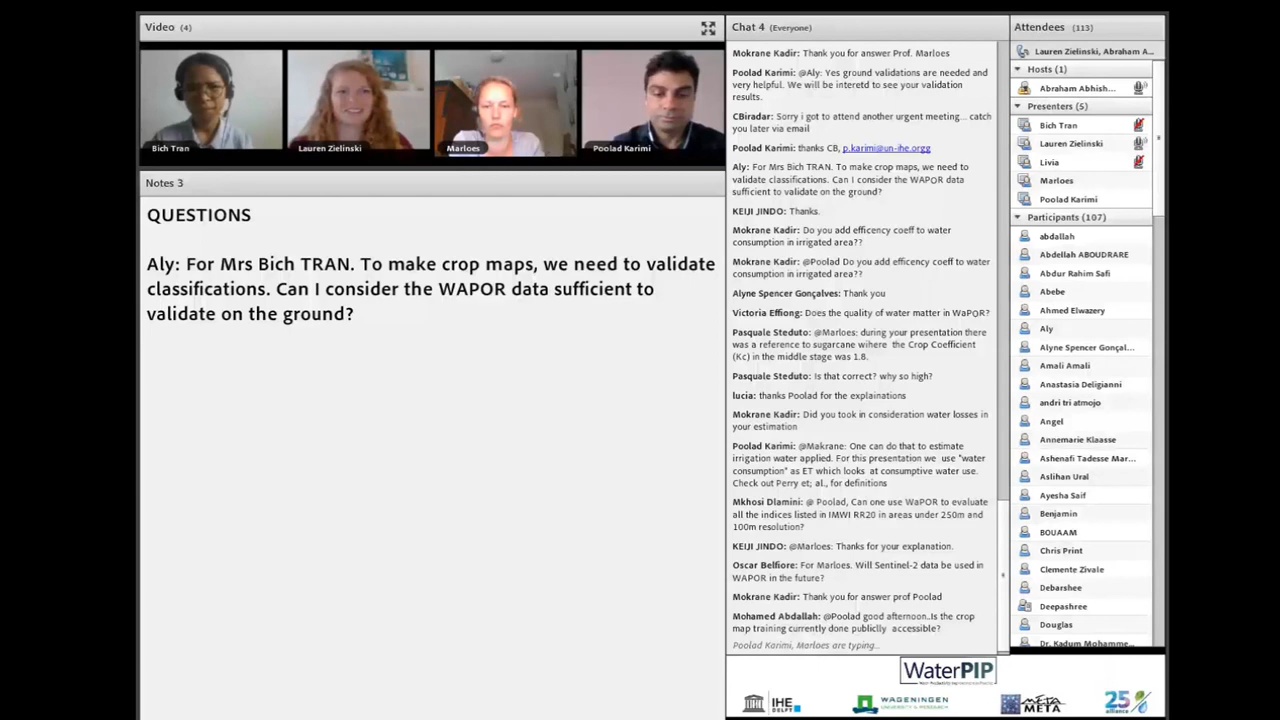 Video (4)
Bich Tran
Lauren Zielinski
Marloes
Poolad Karimi
Notes 3
QUESTIONS
Aly: For Mrs Bich TRAN. To make crop maps, we need to validate
classifications. Can I consider the WAPOR data sufficient to
validate on the ground?
Chat 4 (Everyone)
Mokrane Kadir: Thank you for answer Prof. Marloes
Poolad Karimi: @Aly: Yes ground validations are needed and
very helpful. We will be interetd to see your validation
results.
CBiradar: Sorry i got to attend another urgent meeting... catch
you later via email
Poolad Karimi: thanks CB, p.karimi@un-ihe.orgg
Aly: For Mrs Bich TRAN. To make crop maps, we need to
validate classifications. Can I consider the WAPOR data
sufficient to validate on the ground?
KEIJI JINDO: Thanks.
Mokrane Kadir: Do you add efficency coeff to water
consumption in irrigated area??
Mokrane Kadir: @Poolad Do you add efficency coeff to water
consumption in irrigated area??
Alyne Spencer Gonçalves: Thank you
Victoria Effiong: Does the quality of water matter in WaPOR?
Pasquale Steduto: @Marloes: during your presentation there
was a reference to sugarcane wihere the Crop Coefficient
(Kc) in the middle stage was 1.8.
Pasquale Steduto: Is that correct? why so high?
lucia: thanks Poolad for the explainations
Mokrane Kadir: Did you took in consideration water losses in
your estimation
Poolad Karimi: @Makrane: One can do that to estimate
irrigation water applied. For this presentation we use "water
consumption" as ET which looks at consumptive water use.
Check out Perry et; al., for definitions
Mkhosi Dlamini: @ Poolad, Can one use WaPOR to evaluate
all the indices listed in IMWI RR20 in areas under 250m and
100m resolution?
KEIJI JINDO: @Marloes: Thanks for your explanation.
Oscar Belfiore: For Marloes. Will Sentinel-2 data be used in
WAPOR in the future?
Mokrane Kadir: Thank you for answer prof Poolad
Mohamed Abdallah: @Poolad good afternoon..Is the crop
map training currently done publiclly accessible?
Poolad Karimi, Marloes are typing...
Attendees (113)
Lauren Zielinski, Abraham A...
Hosts (1)
Abraham Abhish...
Presenters (5)
Bich Tran
Lauren Zielinski
Livia
Marloes
Poolad Karimi
Participants (107)
abdallah
Abdellah ABOUDRARE
Abdur Rahim Safi
Abebe
Ahmed Elwazery
Aly
Alyne Spencer Gonçal...
Amali Amali
Anastasia Deligianni
andri tri atmojo
Angel
Annemarie Klaasse
Ashenafi Tadesse Mar...
Aslihan Ural
Ayesha Saif
Benjamin
BOUAAM
Chris Print
Clemente Zivale
Debarshee
Deepashree
Douglas
Dr. Kadum Mohamme...
WaterPIP
IHE
DELFT
WAGENINGEN
UNIVERSITY & RESEARCH
META
META
25
alliance